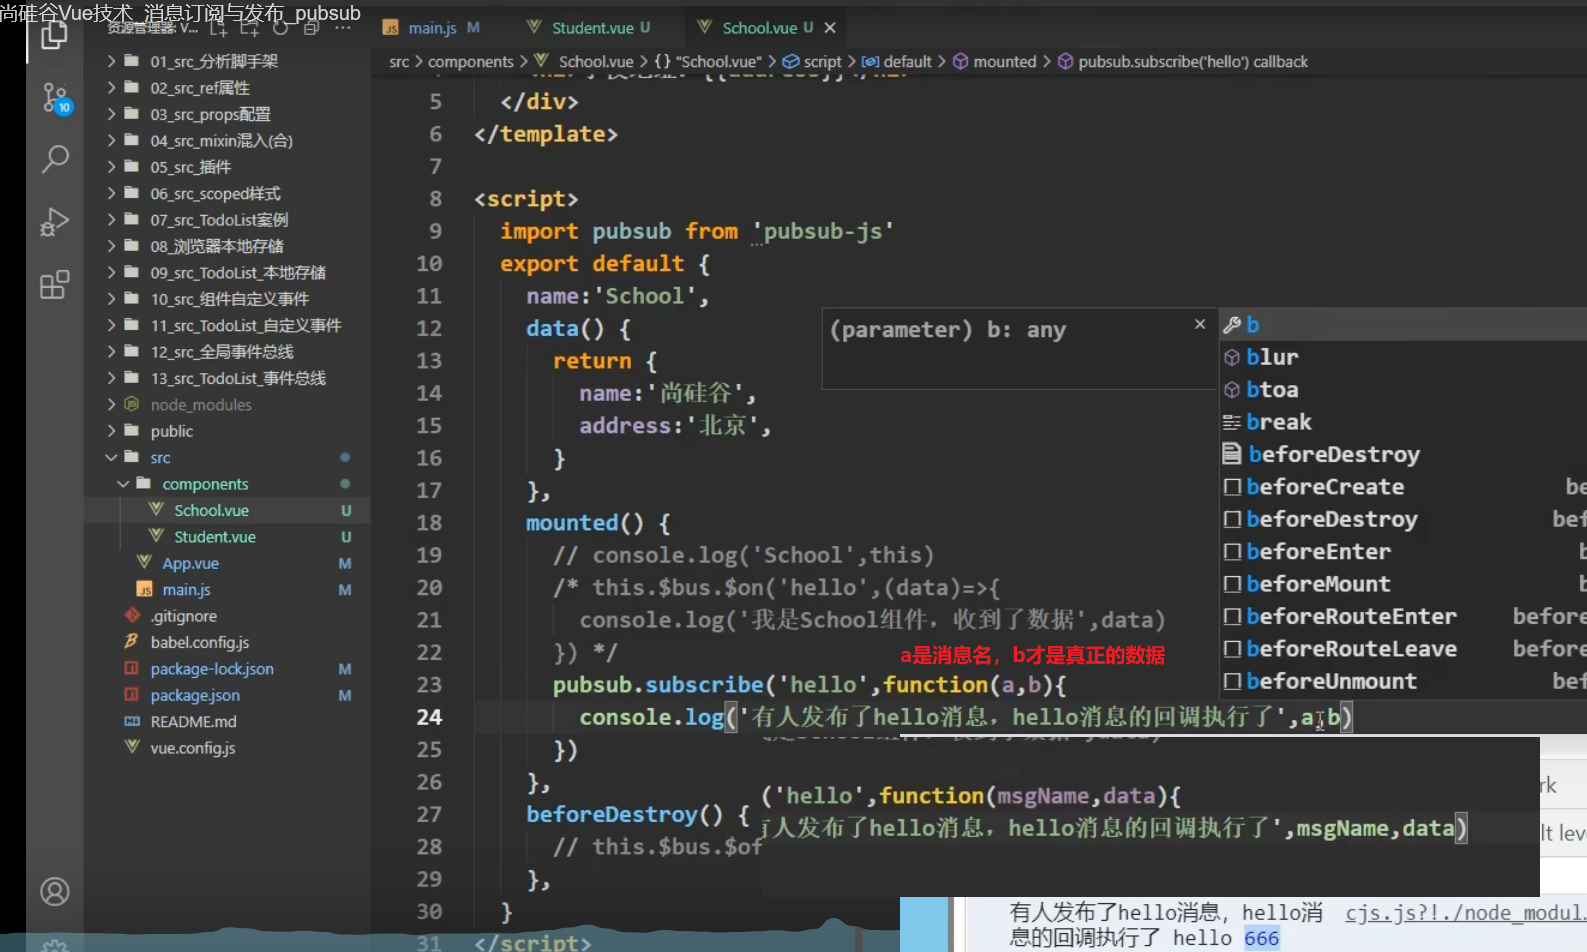 尚硅谷Vue技术_消息订阅与发布_pubsub
资源管理器: V...
main.js M
Student.vue U
School.vue U
src > components > School.vue > {} "School.vue" > script > default > mounted > pubsub.subscribe('hello') callback
10
01_src_分析脚手架
02_src_ref属性
03_src_props配置
04_src_mixin混入(合)
05_src_插件
06_src_scoped样式
07_src_TodoList案例
08_浏览器本地存储
09_src_TodoList_本地存储
10_src_组件自定义事件
11_src_TodoList_自定义事件
12_src_全局事件总线
13_src_TodoList_事件总线
node_modules
public
src
components
School.vue U
Student.vue U
App.vue M
main.js M
.gitignore
babel.config.js
package-lock.json M
package.json M
README.md
vue.config.js
5 </div>
6 </template>
7
8 <script>
9 import pubsub from 'pubsub-js'
10 export default {
11 name:'School',
12 data() {
13 return {
14 name:'尚硅谷',
15 address:'北京',
16 }
17 },
18 mounted() {
19 // console.log('School',this)
20 /* this.$bus.$on('hello',(data)=>{
21 console.log('我是School组件，收到了数据',data)
22 }) */
a是消息名，b才是真正的数据
23 pubsub.subscribe('hello',function(a,b){
24 console.log('有人发布了hello消息，hello消息的回调执行了',a,b)
25 })
26 },
27 beforeDestroy() {
28 // this.$bus.$of
29 },
30 }
31 </script>
(parameter) b: any
b
blur
btoa
break
beforeDestroy
beforeCreate be
beforeDestroy bef
beforeEnter b
beforeMount b
beforeRouteEnter before
beforeRouteLeave before
beforeUnmount bef
('hello',function(msgName,data){
人发布了hello消息，hello消息的回调执行了',msgName,data)
rk
lt lev
有人发布了hello消息，hello消 cjs.js?!./node_modul…
息的回调执行了 hello 666